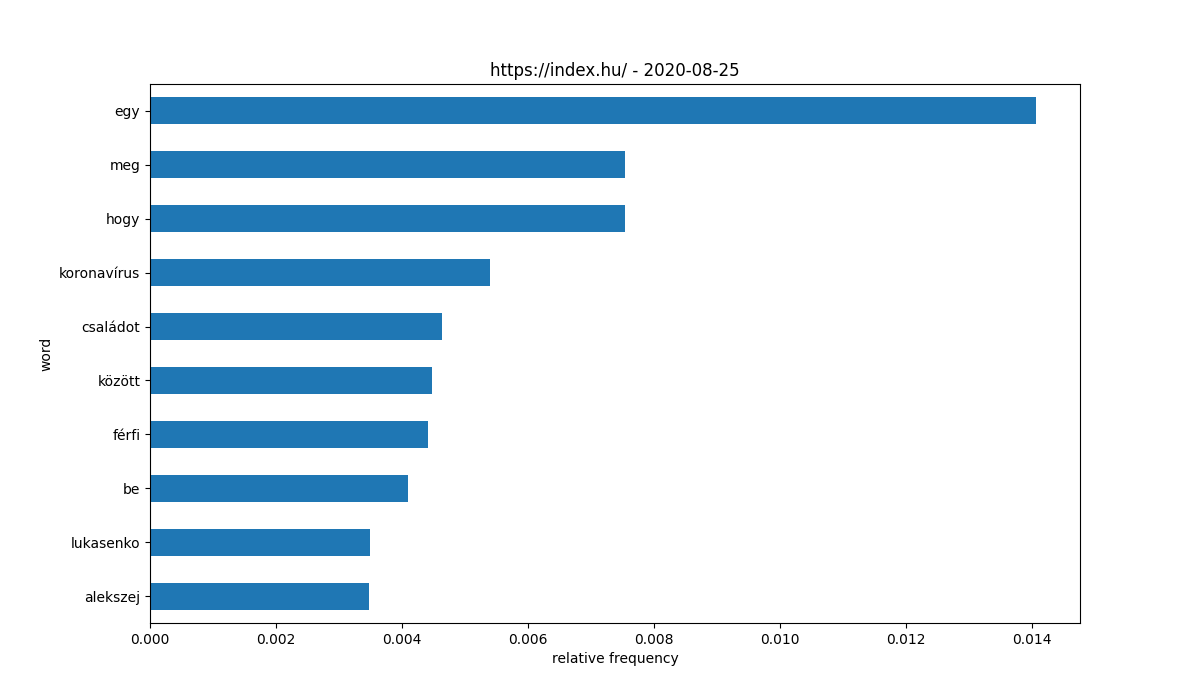 https://index.hu/ - 2020-08-25
egy
meg
hogy
koronavírus
családot
között
férfi
be
lukasenko
alekszej
word
0.000 0.002 0.004 0.006 0.008 0.010 0.012 0.014
relative frequency